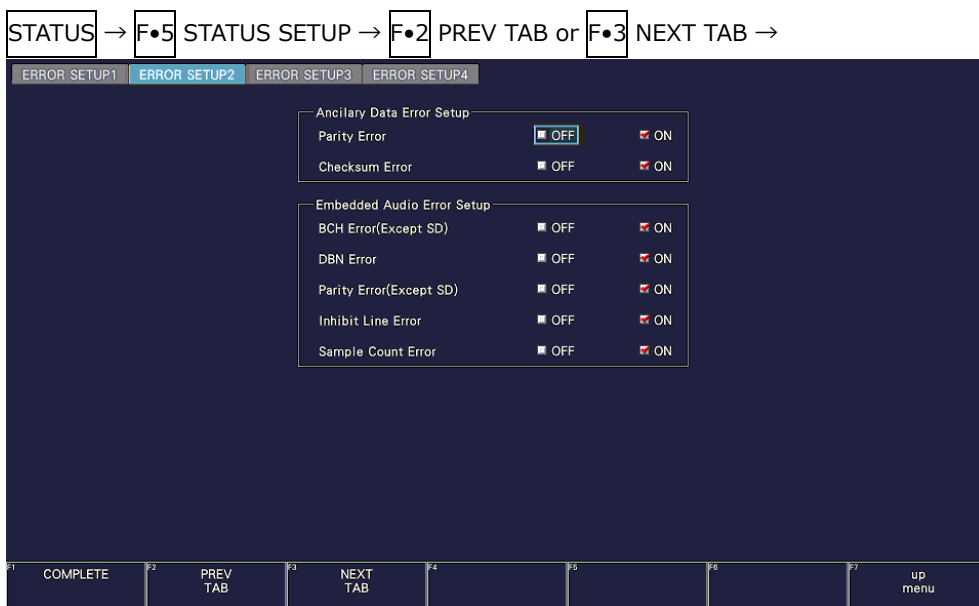 STATUS → F•5 STATUS SETUP → F•2 PREV TAB or F•3 NEXT TAB →
ERROR SETUP1 ERROR SETUP2 ERROR SETUP3 ERROR SETUP4
Ancilary Data Error Setup
Parity Error OFF ON
Checksum Error OFF ON
Embedded Audio Error Setup
BCH Error(Except SD) OFF ON
DBN Error OFF ON
Parity Error(Except SD) OFF ON
Inhibit Line Error OFF ON
Sample Count Error OFF ON
F1 COMPLETE F2 PREV TAB F3 NEXT TAB F4 F5 F6 F7 up menu